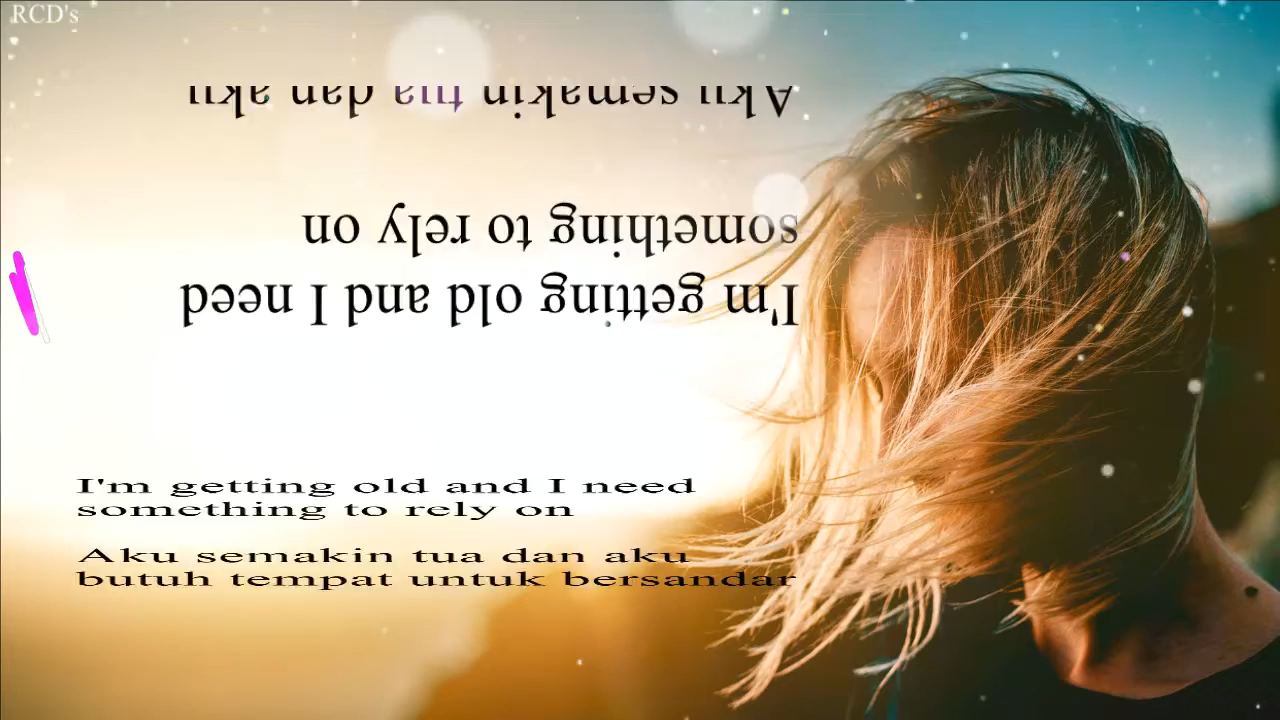 RCD's
Aku semakin tua dan aku
something to rely on
I'm getting old and I need
I'm getting old and I need
something to rely on
Aku semakin tua dan aku
butuh tempat untuk bersandar